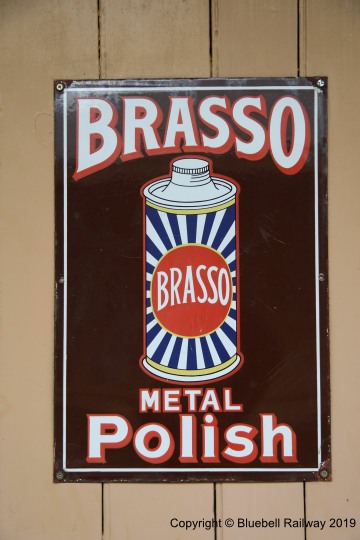 BRASSO
BRASSO
METAL
Polish
Copyright © Bluebell Railway 2019